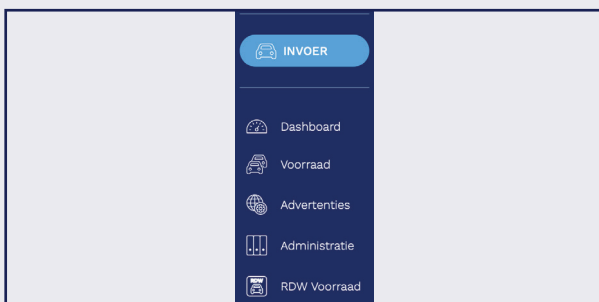 INVOER
Dashboard
Voorraad
Advertenties
Administratie
RDW
RDW Voorraad